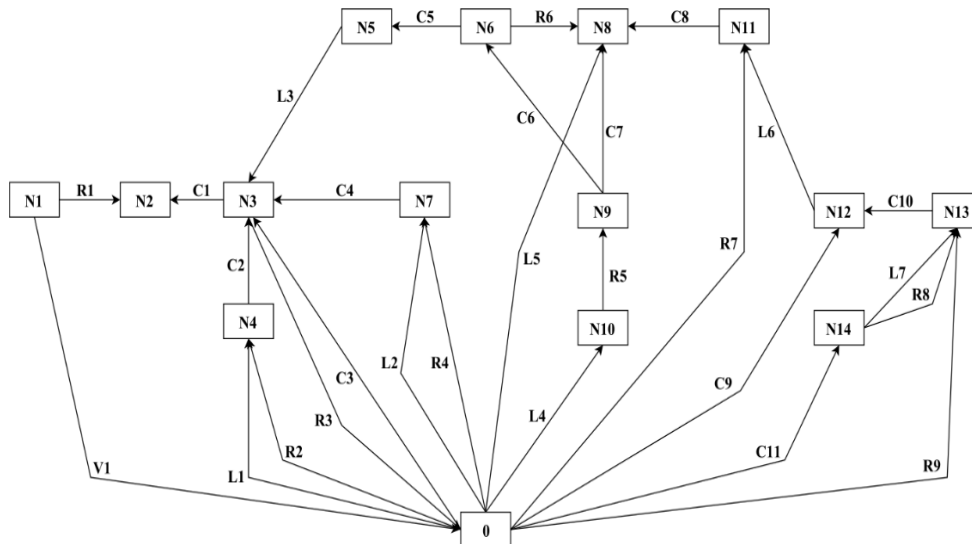 N5 C5 N6 R6 N8 C8 N11
L3
C6 C7 L6
N1 R1 N2 C1 N3 C4 N7 N9 N12 C10 N13
C2 L5 R7 R5 L7 R8
N4 N10 N14
L2 R4 C3 L4 C9
R3
R2 C11
V1 L1 R9
0